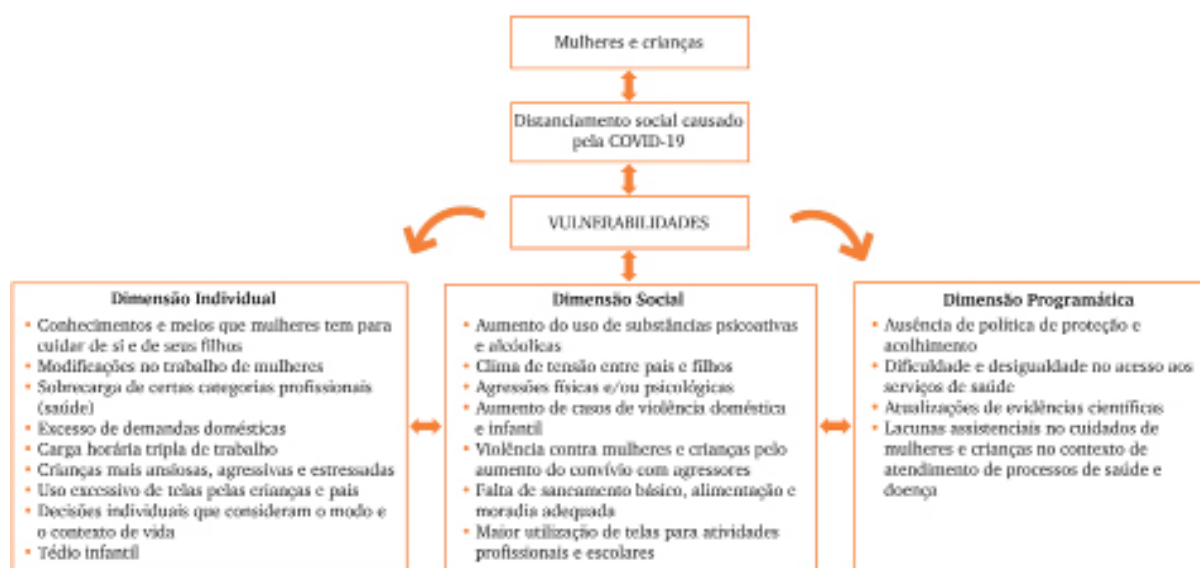 Mulheres e crianças
Distanciamento social causado
pela COVID-19
VULNERABILIDADES
Dimensão Individual
• Conhecimentos e meios que mulheres tem para
cuidar de si e de seus filhos
• Modificações no trabalho de mulheres
• Sobrecarga de certas categorias profissionais
(saúde)
• Excesso de demandas domésticas
• Carga horária tripla de trabalho
• Crianças mais ansiosas, agressivas e estressadas
• Uso excessivo de telas pelas crianças e pais
• Decisões individuais que consideram o modo e
o contexto de vida
• Tédio infantil
Dimensão Social
• Aumento do uso de substâncias psicoativas
e alcóolicas
• Clima de tensão entre pais e filhos
• Agressões físicas e/ou psicológicas
• Aumento de casos de violência doméstica
e infantil
• Violência contra mulheres e crianças pelo
aumento do convívio com agressores
• Falta de saneamento básico, alimentação e
moradia adequada
• Maior utilização de telas para atividades
profissionais e escolares
Dimensão Programática
• Ausência de política de proteção e
acolhimento
• Dificuldade e desigualdade no acesso aos
serviços de saúde
• Atualizações de evidências científicas
• Lacunas assistenciais no cuidados de
mulheres e crianças no contexto de
atendimento de processos de saúde e
doença